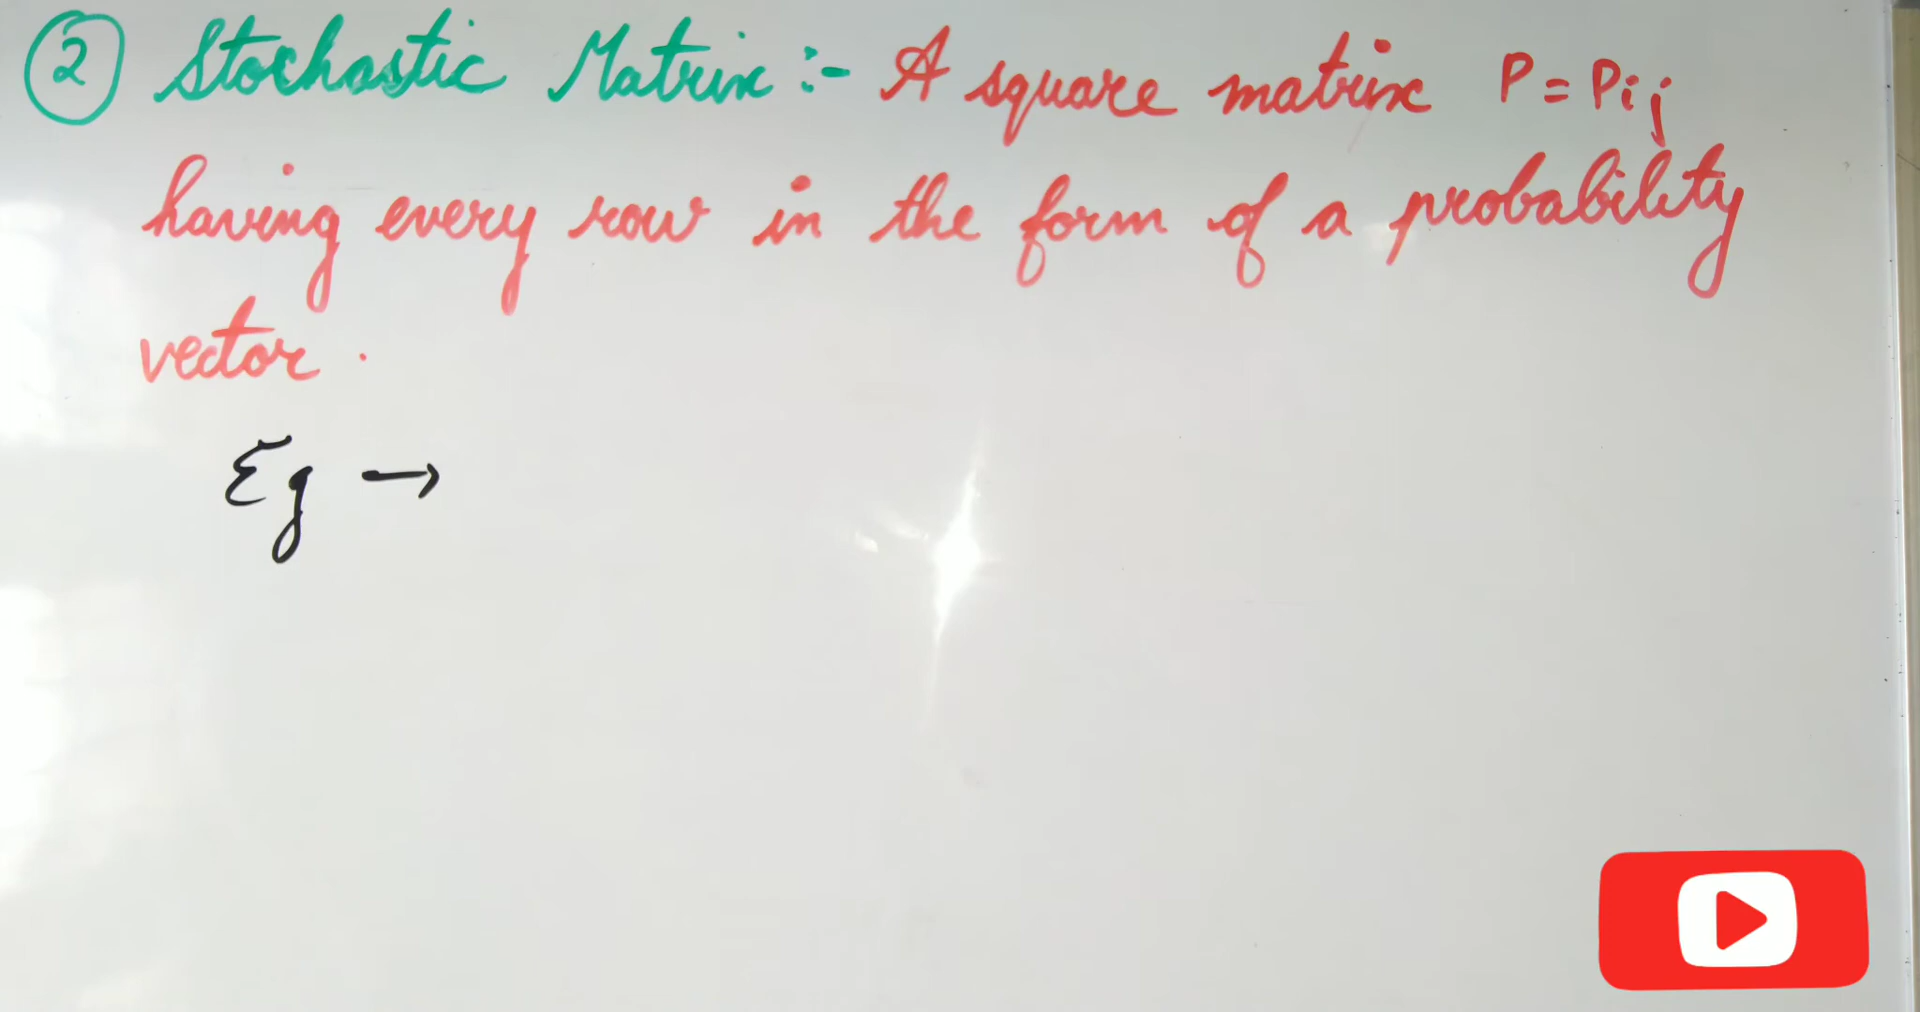 ② Stochastic Matrix :- A square matrix P = Pij
having every row in the form of a probability
vector.
Eg →